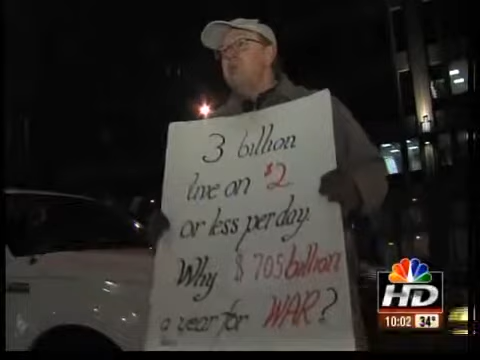 3 billion
live on $2
or less per day.
Why $705 billion
a year for WAR?
HD
10:02 34°